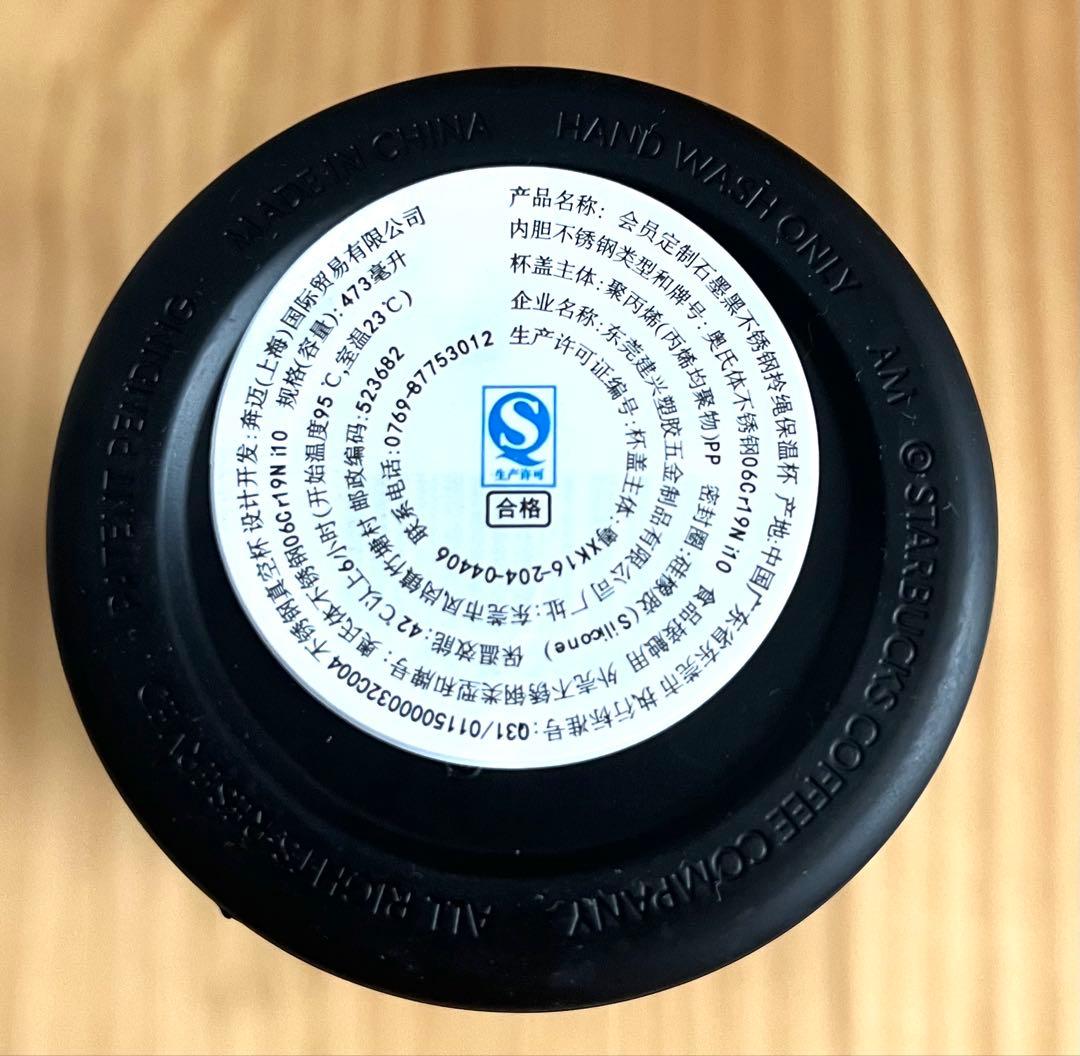 MADE IN CHINA
HAND WASH ONLY
AM
© STARBUCKS COFFEE COMPANY.
ALL RIGHTS RESERVED
PATENT PENDING
产品名称: 会员定制石墨黑不锈钢拎绳保温杯 产地:中国广东省东莞市 执行标准号:Q31/0115000032C004 不锈钢真空杯 设计开发:奔迈(上海)国际贸易有限公司
内胆不锈钢类型和牌号: 奥氏体不锈钢06Cr19Ni10 食品接触用 外壳不锈钢类型和牌号: 奥氏体不锈钢06Cr19Ni10 规格(容量): 473毫升
杯盖主体:聚丙烯(丙烯均聚物)PP 密封圈:硅橡胶(Silicone) 保温效能: 42℃以上6小时(开始温度95℃,室温23℃)
企业名称:东莞建兴塑胶五金制品有限公司 厂址:东莞市凤岗镇竹塘村 邮政编码:523682
生产许可证编号:杯盖主体:粤XK16-204-04406 联系电话:0769-87753012
S
生产许可
合格